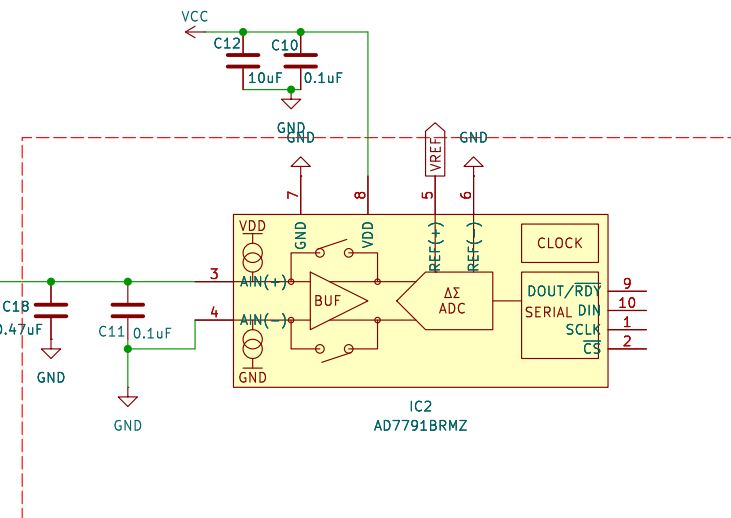 VCC
C12
10uF
C10
0.1uF
GND
GND
VREF
GND
7
8
5
6
GND
VDD
REF(+)
REF(-)
VDD
CLOCK
3
AIN(+)
BUF
ΔΣ
ADC
SERIAL
DOUT/RDY
9
DIN
10
SCLK
1
CS
2
4
AIN(-)
GND
C18
0.47uF
GND
C11
0.1uF
GND
IC2
AD7791BRMZ